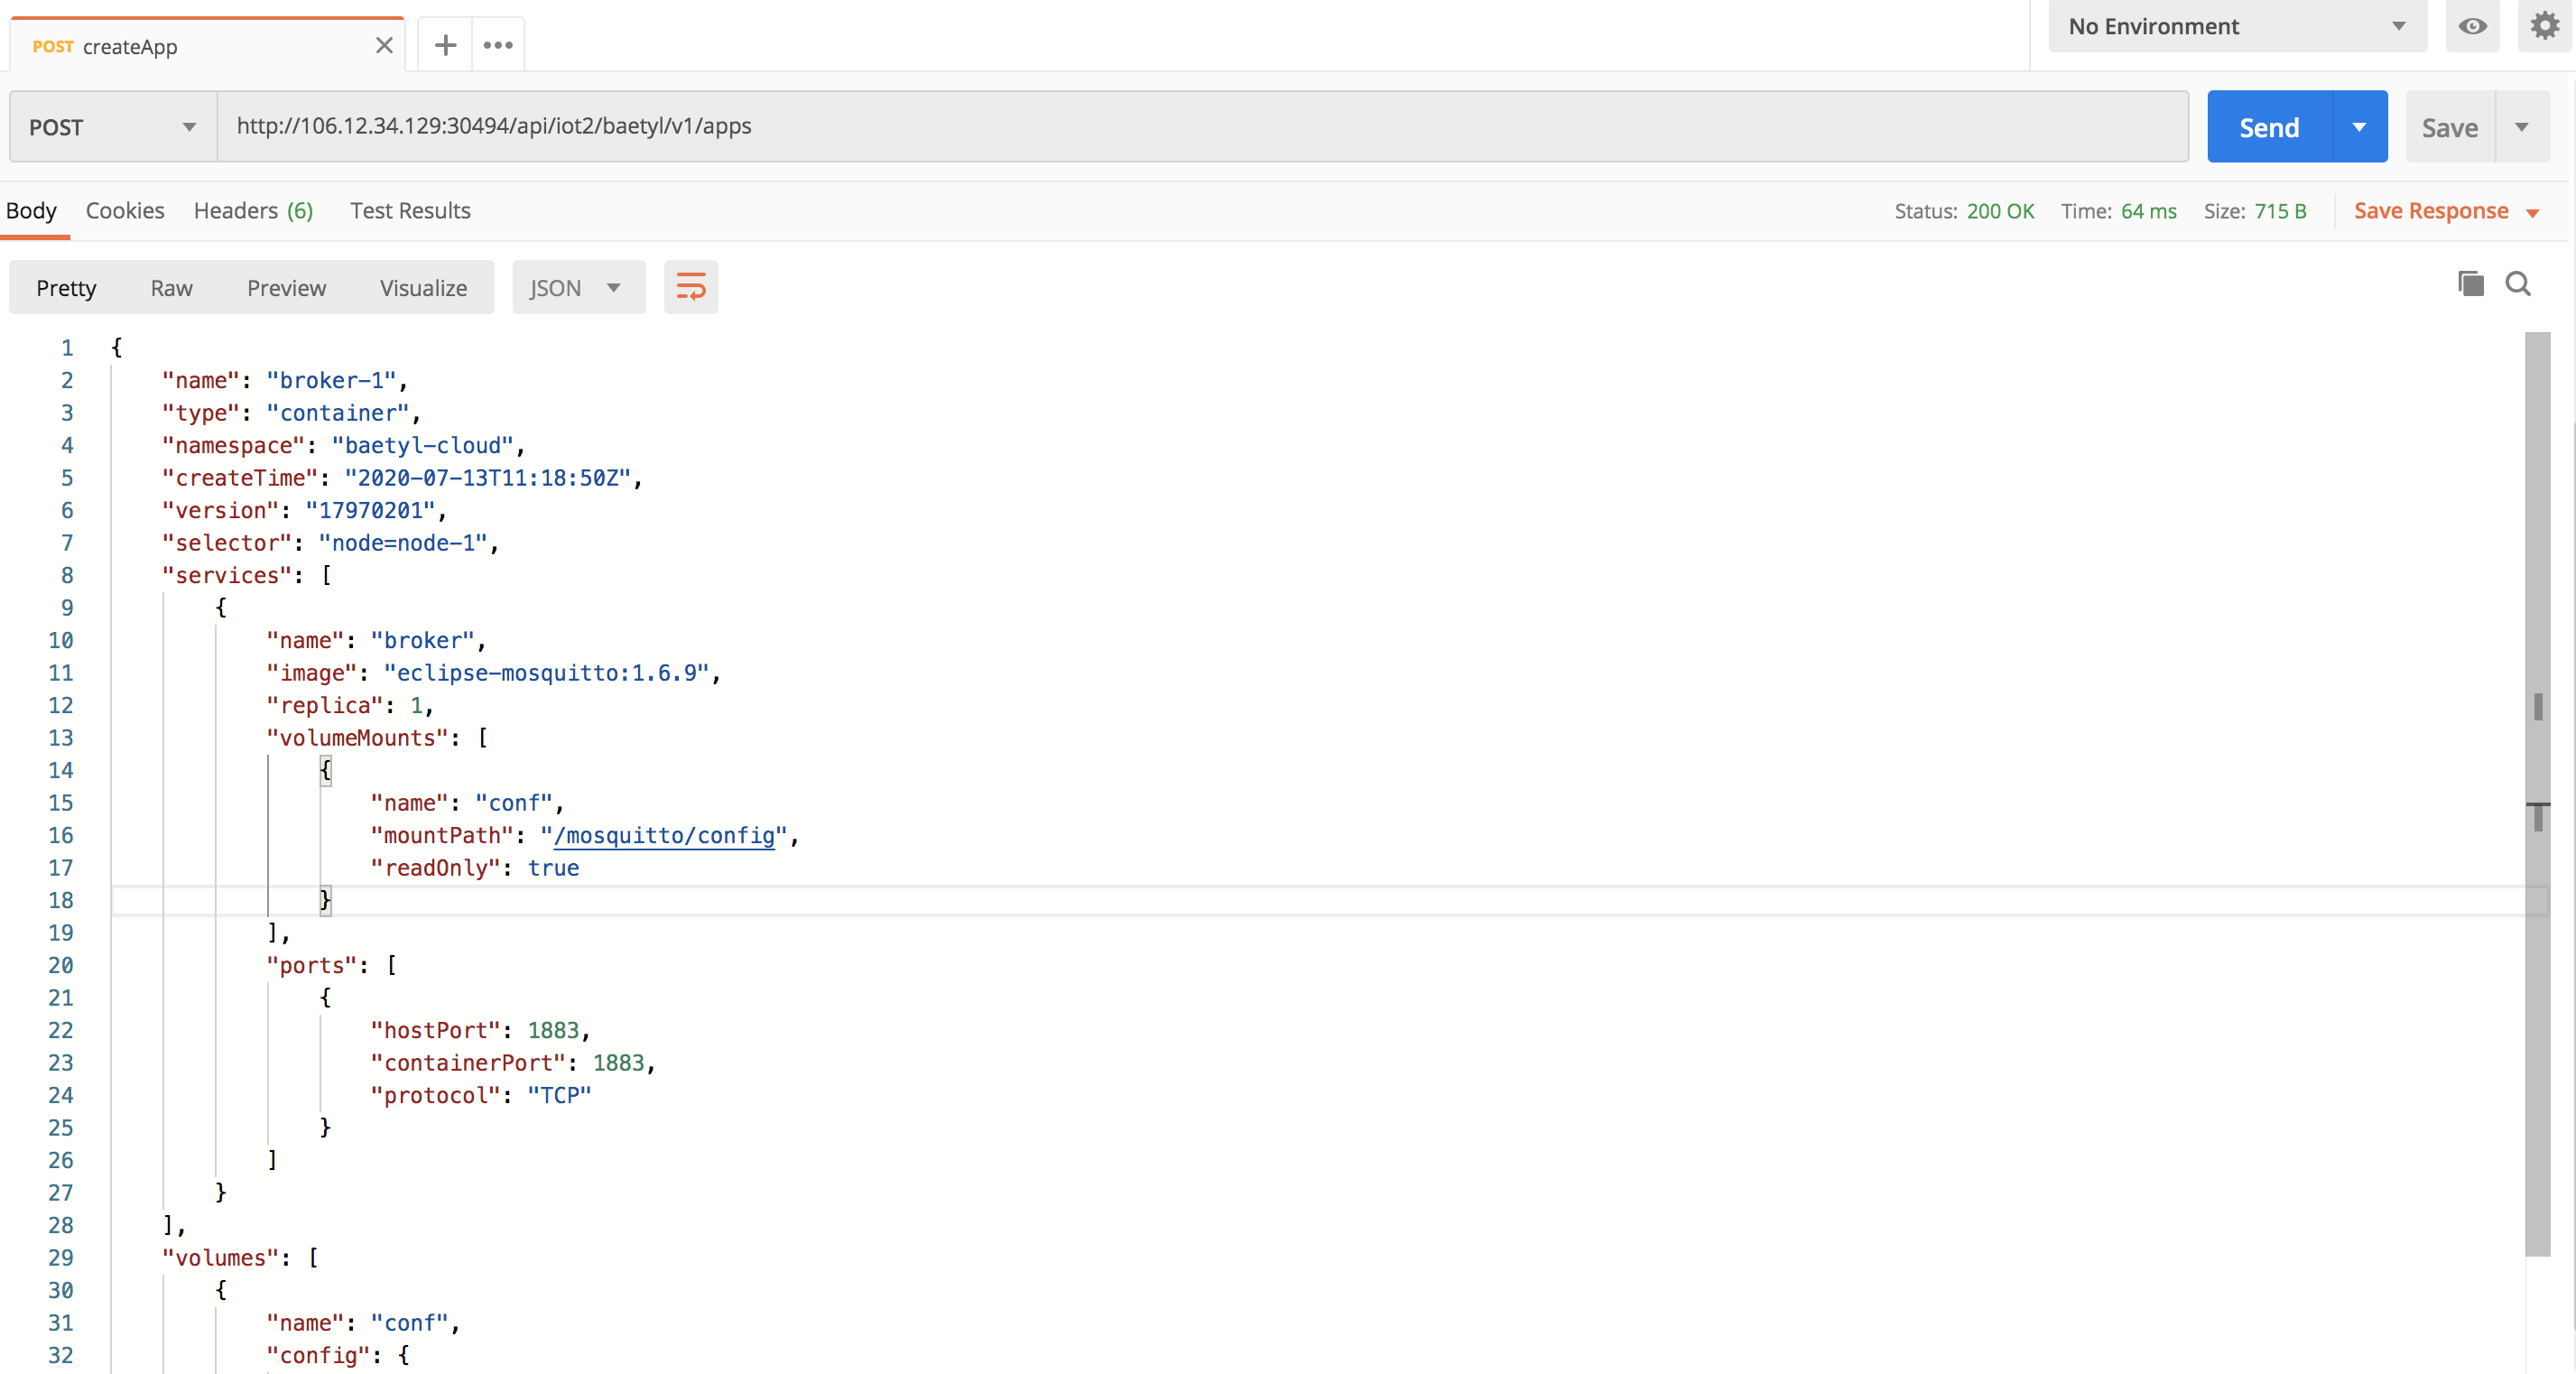 POST createApp
No Environment
POST http://106.12.34.129:30494/api/iot2/baetyl/v1/apps Send Save
Body Cookies Headers (6) Test Results Status: 200 OK Time: 64 ms Size: 715 B Save Response
Pretty Raw Preview Visualize JSON
1 {
2 "name": "broker-1",
3 "type": "container",
4 "namespace": "baetyl-cloud",
5 "createTime": "2020-07-13T11:18:50Z",
6 "version": "17970201",
7 "selector": "node=node-1",
8 "services": [
9 {
10 "name": "broker",
11 "image": "eclipse-mosquitto:1.6.9",
12 "replica": 1,
13 "volumeMounts": [
14 {
15 "name": "conf",
16 "mountPath": "/mosquitto/config",
17 "readOnly": true
18 }
19 ],
20 "ports": [
21 {
22 "hostPort": 1883,
23 "containerPort": 1883,
24 "protocol": "TCP"
25 }
26 ]
27 }
28 ],
29 "volumes": [
30 {
31 "name": "conf",
32 "config": {